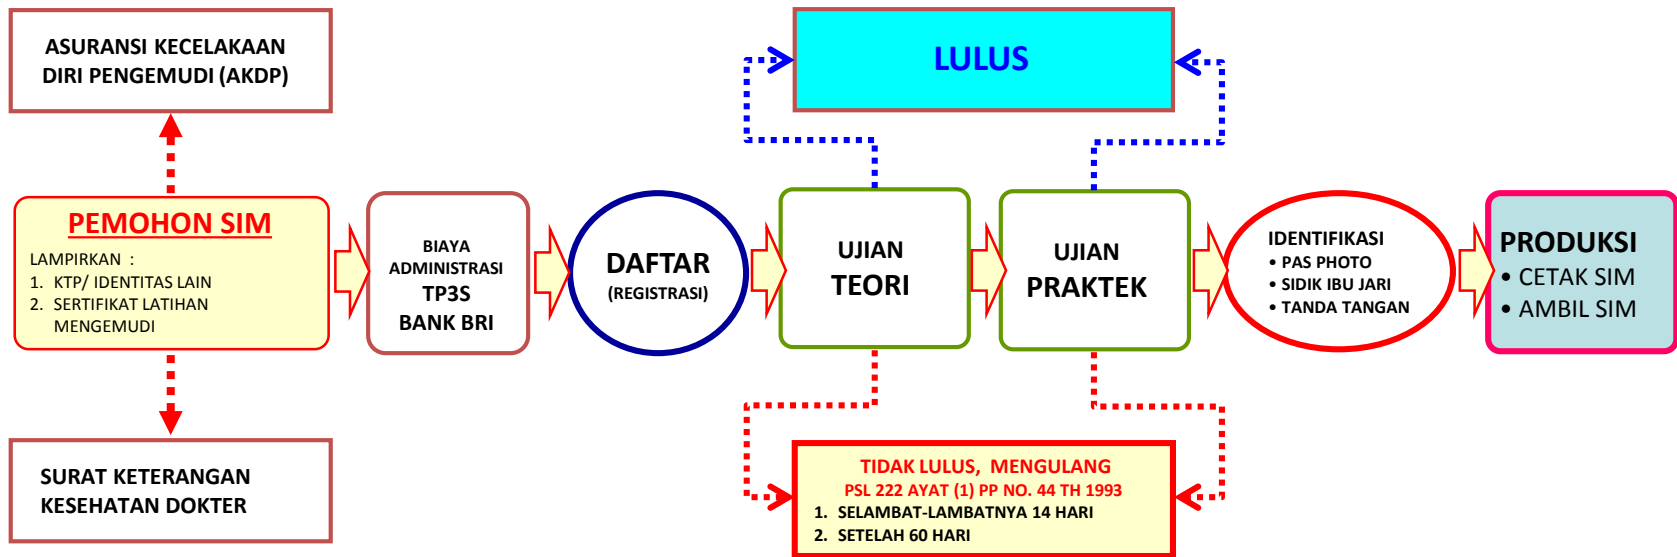 ASURANSI KECELAKAAN
DIRI PENGEMUDI (AKDP)
LULUS
PEMOHON SIM
LAMPIRKAN :
1. KTP/ IDENTITAS LAIN
2. SERTIFIKAT LATIHAN
MENGEMUDI
BIAYA
ADMINISTRASI
TP3S
BANK BRI
DAFTAR
(REGISTRASI)
UJIAN
TEORI
UJIAN
PRAKTEK
IDENTIFIKASI
• PAS PHOTO
• SIDIK IBU JARI
• TANDA TANGAN
PRODUKSI
• CETAK SIM
• AMBIL SIM
SURAT KETERANGAN
KESEHATAN DOKTER
TIDAK LULUS, MENGULANG
PSL 222 AYAT (1) PP NO. 44 TH 1993
1. SELAMBAT-LAMBATNYA 14 HARI
2. SETELAH 60 HARI